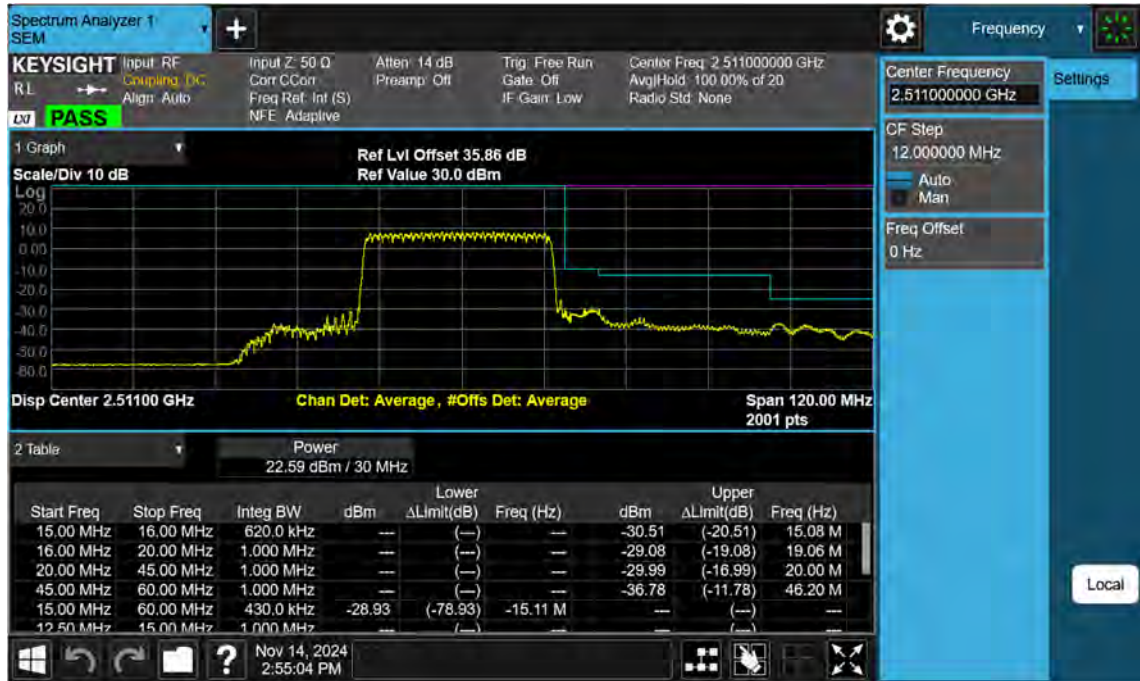 Spectrum Analyzer 1
SEM
Frequency
KEYSIGHT
RL
LXI
PASS
Input: RF
Coupling: DC
Align: Auto
Input Z: 50 Ω
Corr CCorr
Freq Ref: Int (S)
NFE: Adaptive
Atten: 14 dB
Preamp: Off
Trig: Free Run
Gate: Off
IF Gain: Low
Center Freq: 2.511000000 GHz
Avg|Hold: 100.00% of 20
Radio Std: None
Center Frequency
2.511000000 GHz
Settings
CF Step
12.000000 MHz
Auto
Man
Freq Offset
0 Hz
1 Graph
Scale/Div 10 dB
Ref Lvl Offset 35.86 dB
Ref Value 30.0 dBm
Log
20.0
10.0
0.00
-10.0
-20.0
-30.0
-40.0
-50.0
-60.0
Disp Center 2.51100 GHz
Chan Det: Average, #Offs Det: Average
Span 120.00 MHz
2001 pts
2 Table
Power
22.59 dBm / 30 MHz
Lower Upper
Start Freq Stop Freq Integ BW dBm ΔLimit(dB) Freq (Hz) dBm ΔLimit(dB) Freq (Hz)
15.00 MHz 16.00 MHz 620.0 kHz --- (---) --- -30.51 (-20.51) 15.08 M
16.00 MHz 20.00 MHz 1.000 MHz --- (---) --- -29.08 (-19.08) 19.06 M
20.00 MHz 45.00 MHz 1.000 MHz --- (---) --- -29.99 (-16.99) 20.00 M
45.00 MHz 60.00 MHz 1.000 MHz --- (---) --- -36.78 (-11.78) 46.20 M
15.00 MHz 60.00 MHz 430.0 kHz -28.93 (-78.93) -15.11 M --- (---) ---
12.50 MHz 15.00 MHz 1.000 MHz --- (---) --- --- (---) ---
Local
?
Nov 14, 2024
2:55:04 PM